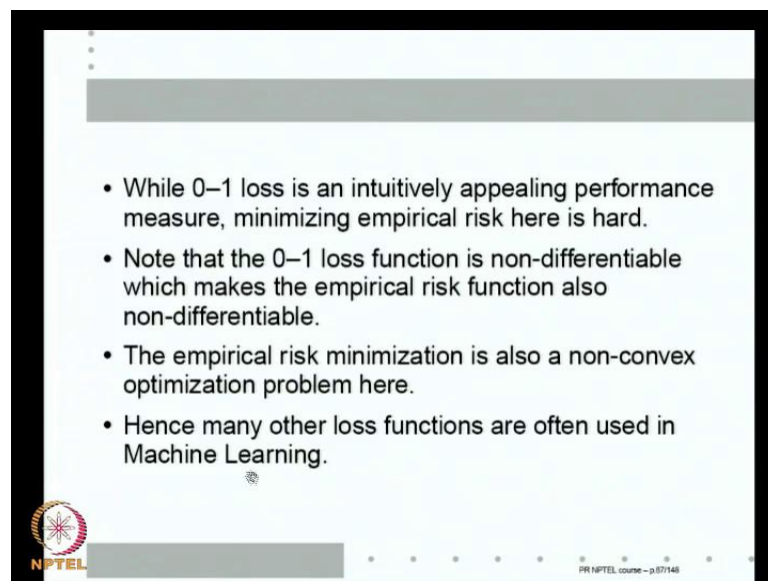 • While 0–1 loss is an intuitively appealing performance
measure, minimizing empirical risk here is hard.
• Note that the 0–1 loss function is non-differentiable
which makes the empirical risk function also
non-differentiable.
• The empirical risk minimization is also a non-convex
optimization problem here.
• Hence many other loss functions are often used in
Machine Learning.
NPTEL
PR NPTEL course – p.87/148